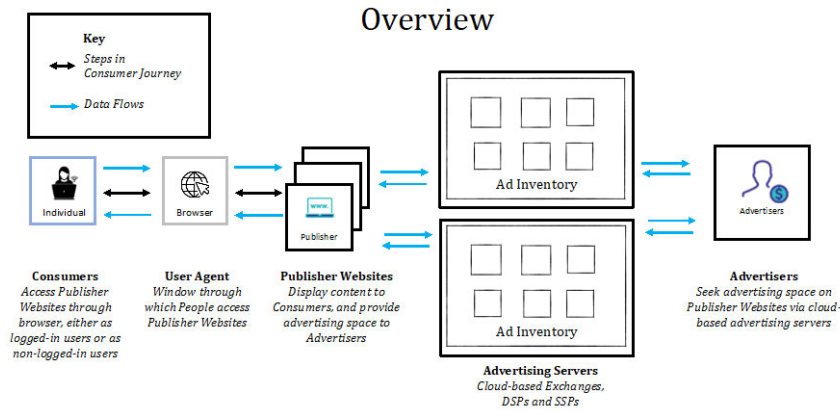 Overview
Key
Steps in
Consumer Journey
Data Flows
Individual
Browser
www.
Publisher
Ad Inventory
Ad Inventory
Advertisers
Consumers
Access Publisher
Websites through
browser, either as
logged-in users or as
non-logged-in users
User Agent
Window through
which People access
Publisher Websites
Publisher Websites
Display content to
Consumers, and provide
advertising space to
Advertisers
Advertising Servers
Cloud-based Exchanges,
DSPs and SSPs
Advertisers
Seek advertising space on
Publisher Websites via cloud-
based advertising servers